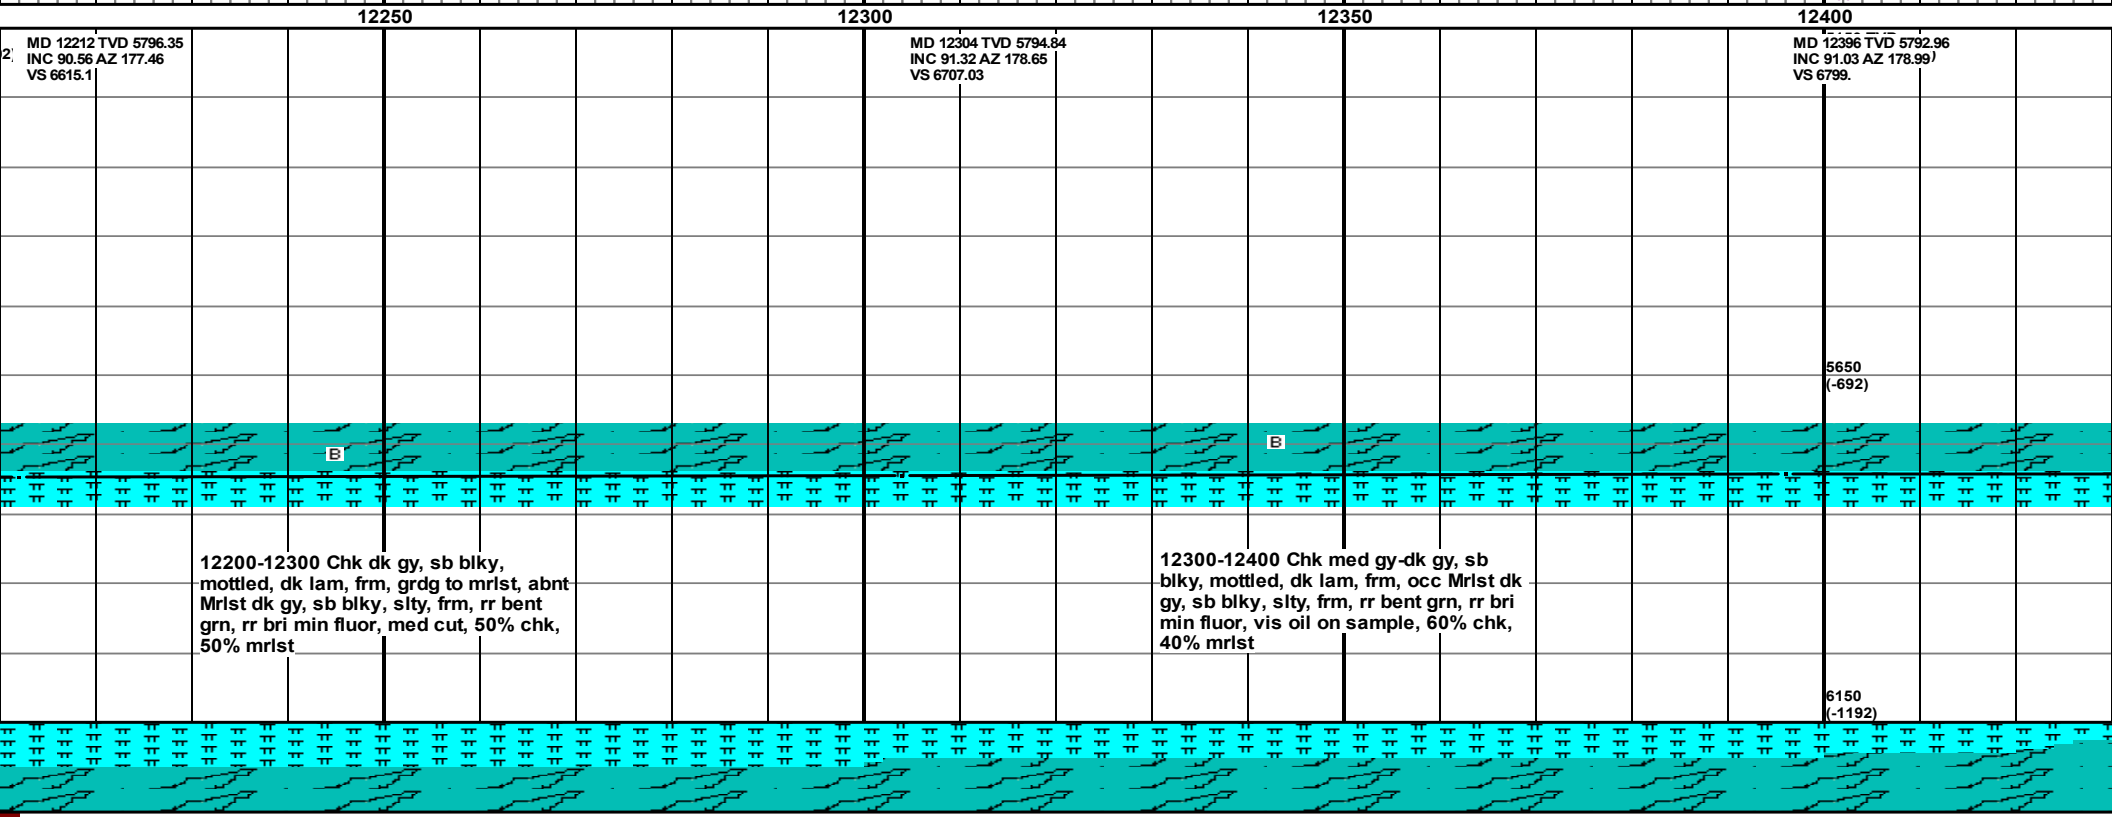 12250 12300 12350 12400
MD 12212 TVD 5796.35
INC 90.56 AZ 177.46
VS 6615.1
MD 12304 TVD 5794.84
INC 91.32 AZ 178.65
VS 6707.03
MD 12396 TVD 5792.96
INC 91.03 AZ 178.99
VS 6799.
5650
(-692)
B
B
12200-12300 Chk dk gy, sb blky,
mottled, dk lam, frm, grdg to mrlst, abnt
Mrlst dk gy, sb blky, slty, frm, rr bent
grn, rr bri min fluor, med cut, 50% chk,
50% mrlst
12300-12400 Chk med gy-dk gy, sb
blky, mottled, dk lam, frm, occ Mrlst dk
gy, sb blky, slty, frm, rr bent grn, rr bri
min fluor, vis oil on sample, 60% chk,
40% mrlst
6150
(-1192)